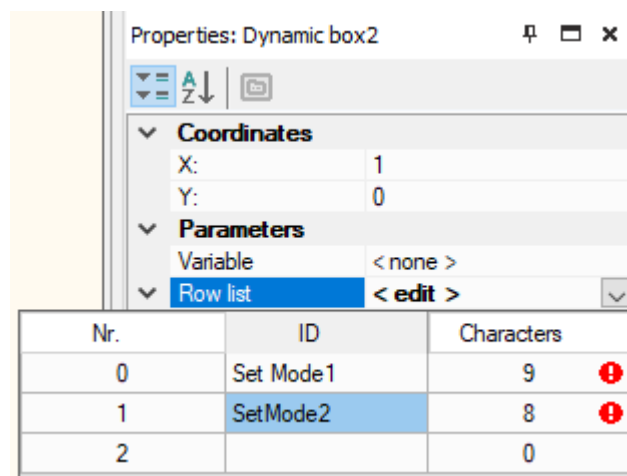 Properties: Dynamic box2
A
Z
Coordinates
X: 1
Y: 0
Parameters
Variable < none >
Row list < edit >
Nr. ID Characters
0 Set Mode1 9
1 SetMode2 8
2 0